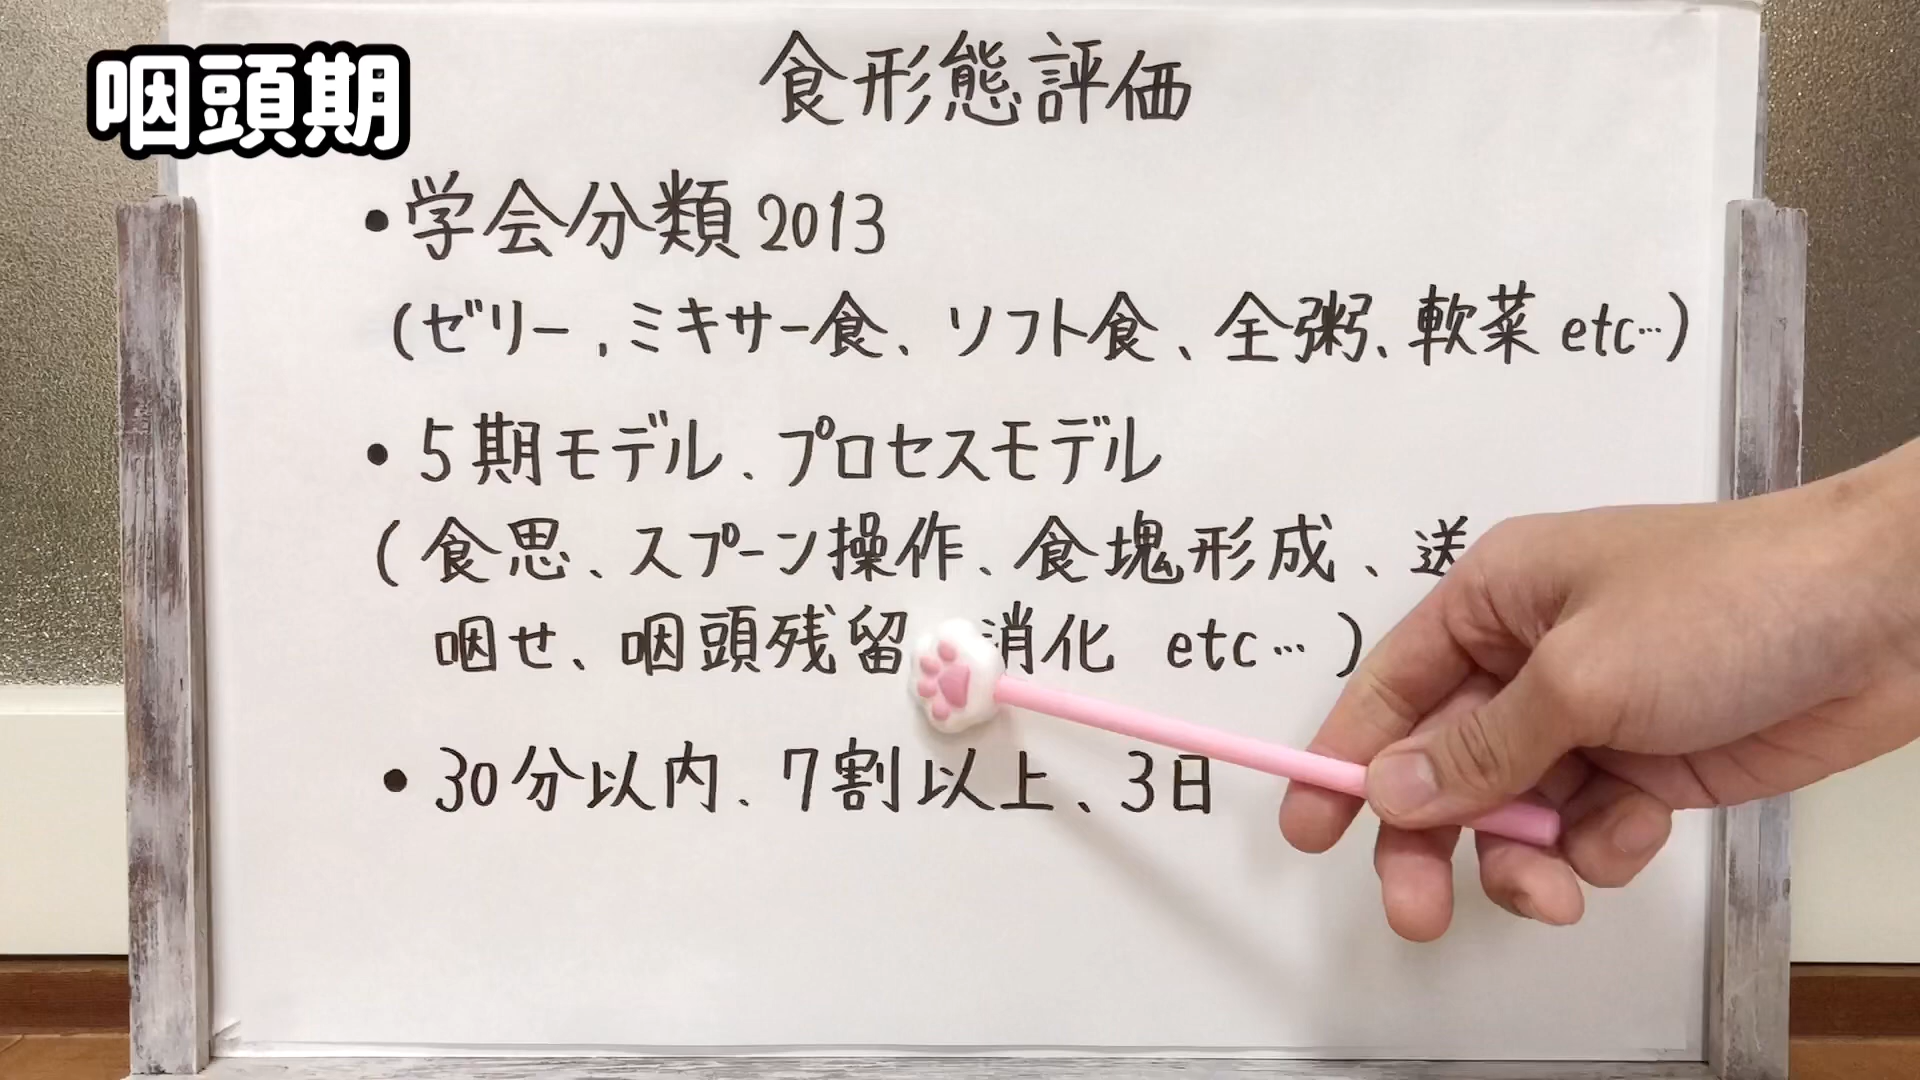 咽頭期
食形態評価
・学会分類2013
(ゼリー、ミキサー食、ソフト食、全粥、軟菜 etc…)
・5期モデル、プロセスモデル
(食思、スプーン操作、食塊形成、送
咽せ、咽頭残留 消化 etc…)
・30分以内、7割以上、3日